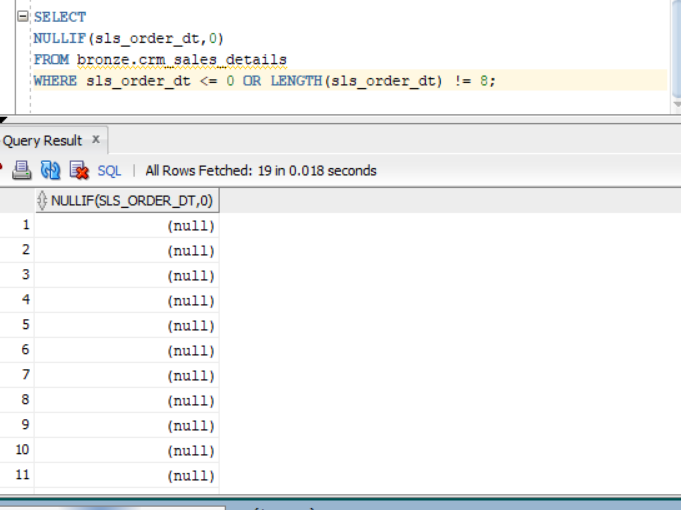 SELECT
NULLIF(sls_order_dt,0)
FROM bronze.crm_sales_details
WHERE sls_order_dt <= 0 OR LENGTH(sls_order_dt) != 8;
Query Result x
SQL | All Rows Fetched: 19 in 0.018 seconds
NULLIF(SLS_ORDER_DT,0)
1 (null)
2 (null)
3 (null)
4 (null)
5 (null)
6 (null)
7 (null)
8 (null)
9 (null)
10 (null)
11 (null)